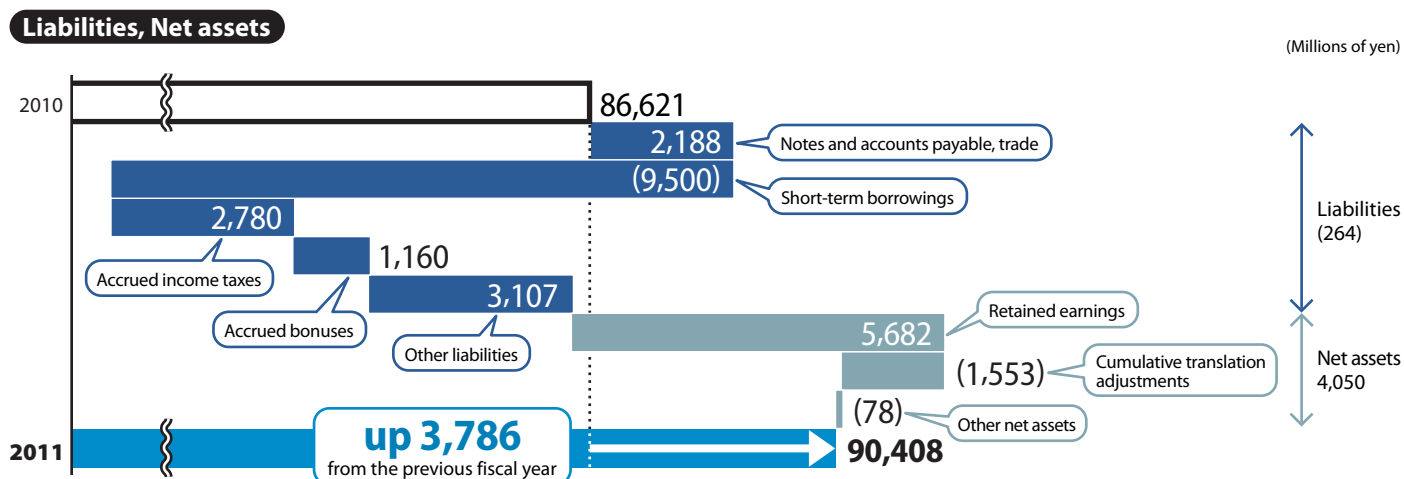 Liabilities, Net assets
(Millions of yen)
2010
86,621
2,188
Notes and accounts payable, trade
(9,500)
Short-term borrowings
Liabilities
(264)
2,780
Accrued income taxes
1,160
Accrued bonuses
3,107
Other liabilities
5,682
Retained earnings
Net assets
4,050
(1,553)
Cumulative translation
adjustments
(78)
Other net assets
2011
up 3,786
from the previous fiscal year
90,408